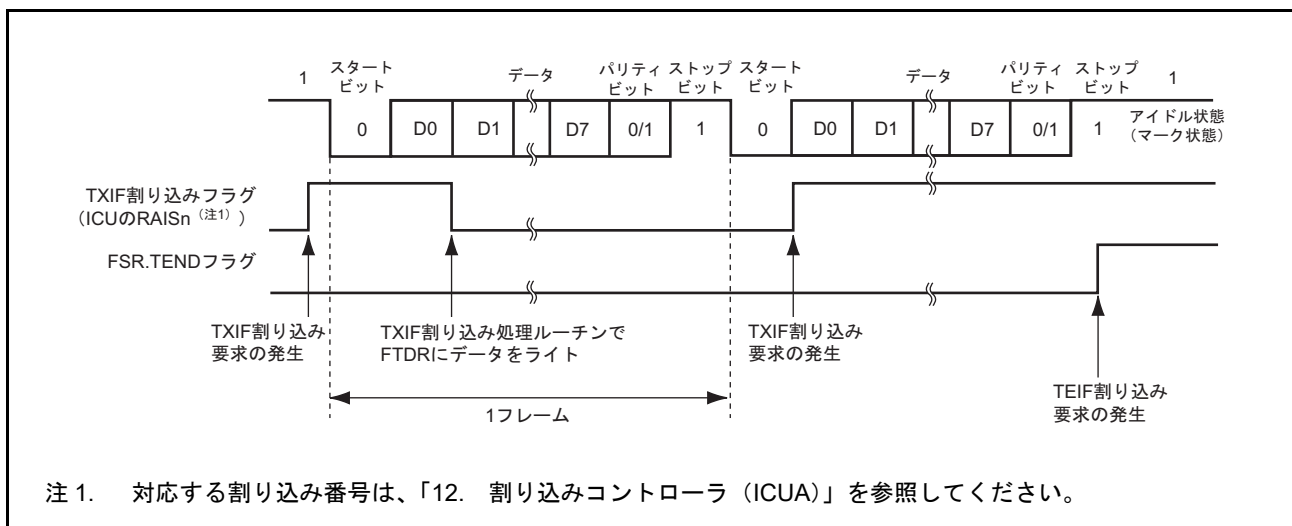 1 スタート データ パリティ ストップ スタート データ パリティ ストップ 1
ビット ビット ビット ビット ビット ビット
0 D0 D1 D7 0/1 1 0 D0 D1 D7 0/1 1 アイドル状態
(マーク状態)
TXIF割り込みフラグ
(ICUのRAISn(注1))
FSR.TENDフラグ
TXIF割り込み
要求の発生
TXIF割り込み処理ルーチンで
FTDRにデータをライト
TXIF割り込み
要求の発生
TEIF割り込み
要求の発生
1フレーム
注 1. 対応する割り込み番号は、「12. 割り込みコントローラ(ICUA)」を参照してください。